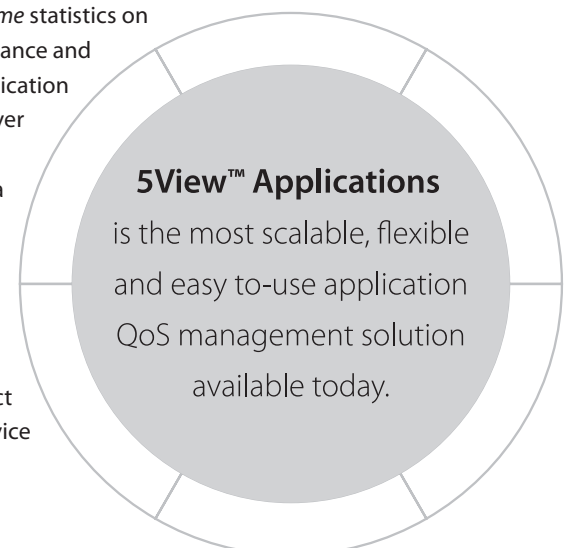 me statistics on
ance and
ication
ver
a
ct
vice
5View™ Applications
is the most scalable, flexible
and easy to-use application
QoS management solution
available today.